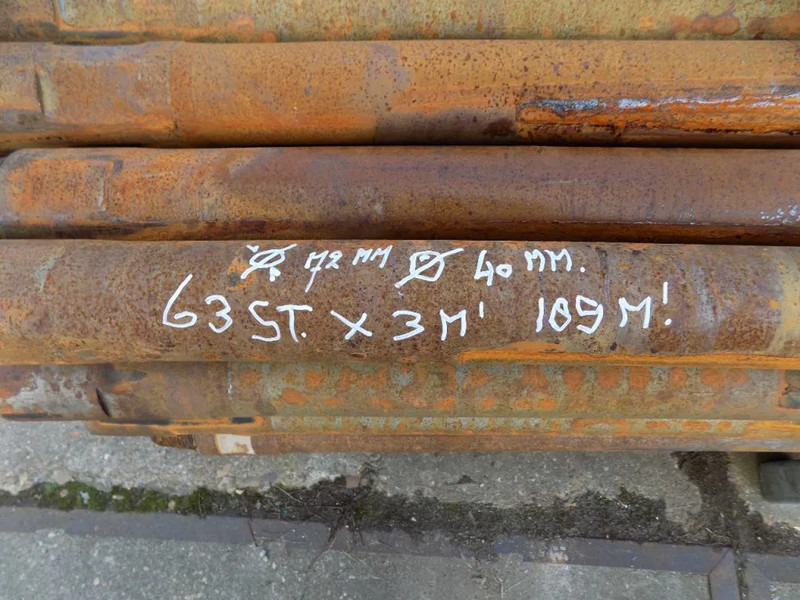 Ø 72 MM Ø 40 MM.
63 ST. X 3 M' 189 M'